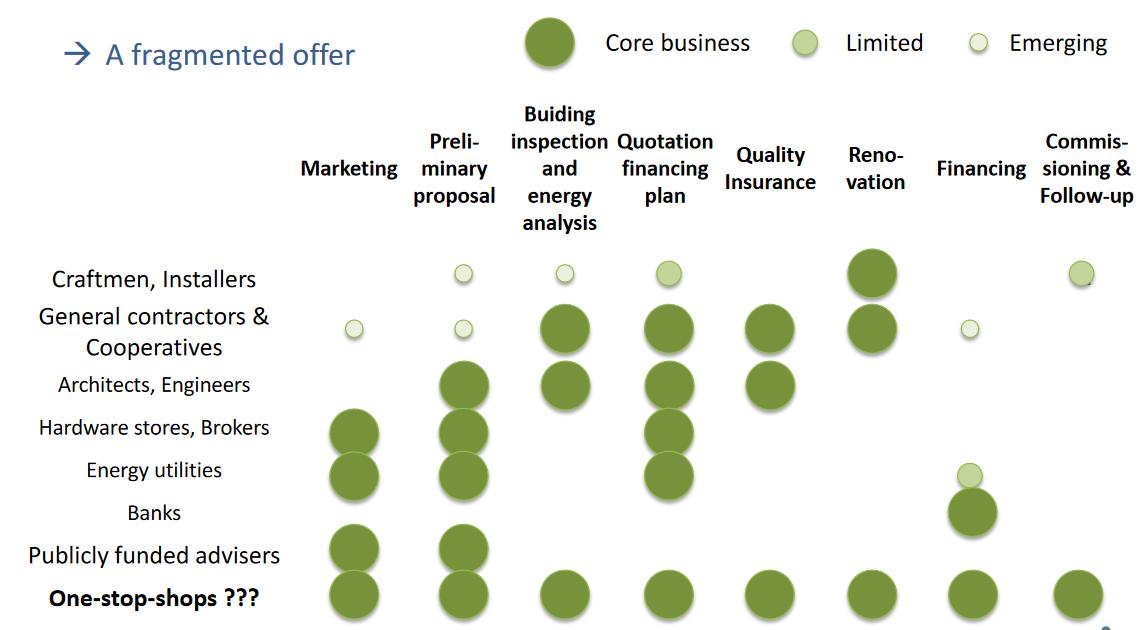 → A fragmented offer
Core business
Limited
Emerging
Marketing
Preli-
minary
proposal
Buiding
inspection
and
energy
analysis
Quotation
financing
plan
Quality
Insurance
Reno-
vation
Financing
Commis-
sioning &
Follow-up
Craftmen, Installers
General contractors &
Cooperatives
Architects, Engineers
Hardware stores, Brokers
Energy utilities
Banks
Publicly funded advisers
One-stop-shops ???